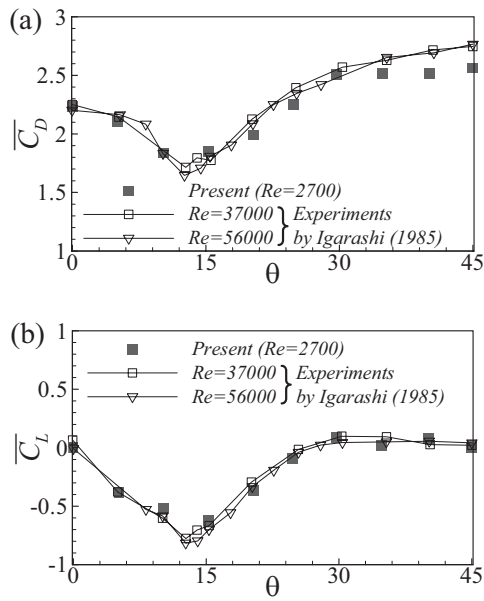 (a)
3
2.5
2
1.5
1
C_D
Present (Re=2700)
Re=37000 } Experiments
Re=56000 } by Igarashi (1985)
0 15 30 45
θ
(b)
1
0.5
0
-0.5
-1
C_L
Present (Re=2700)
Re=37000 } Experiments
Re=56000 } by Igarashi (1985)
0 15 30 45
θ